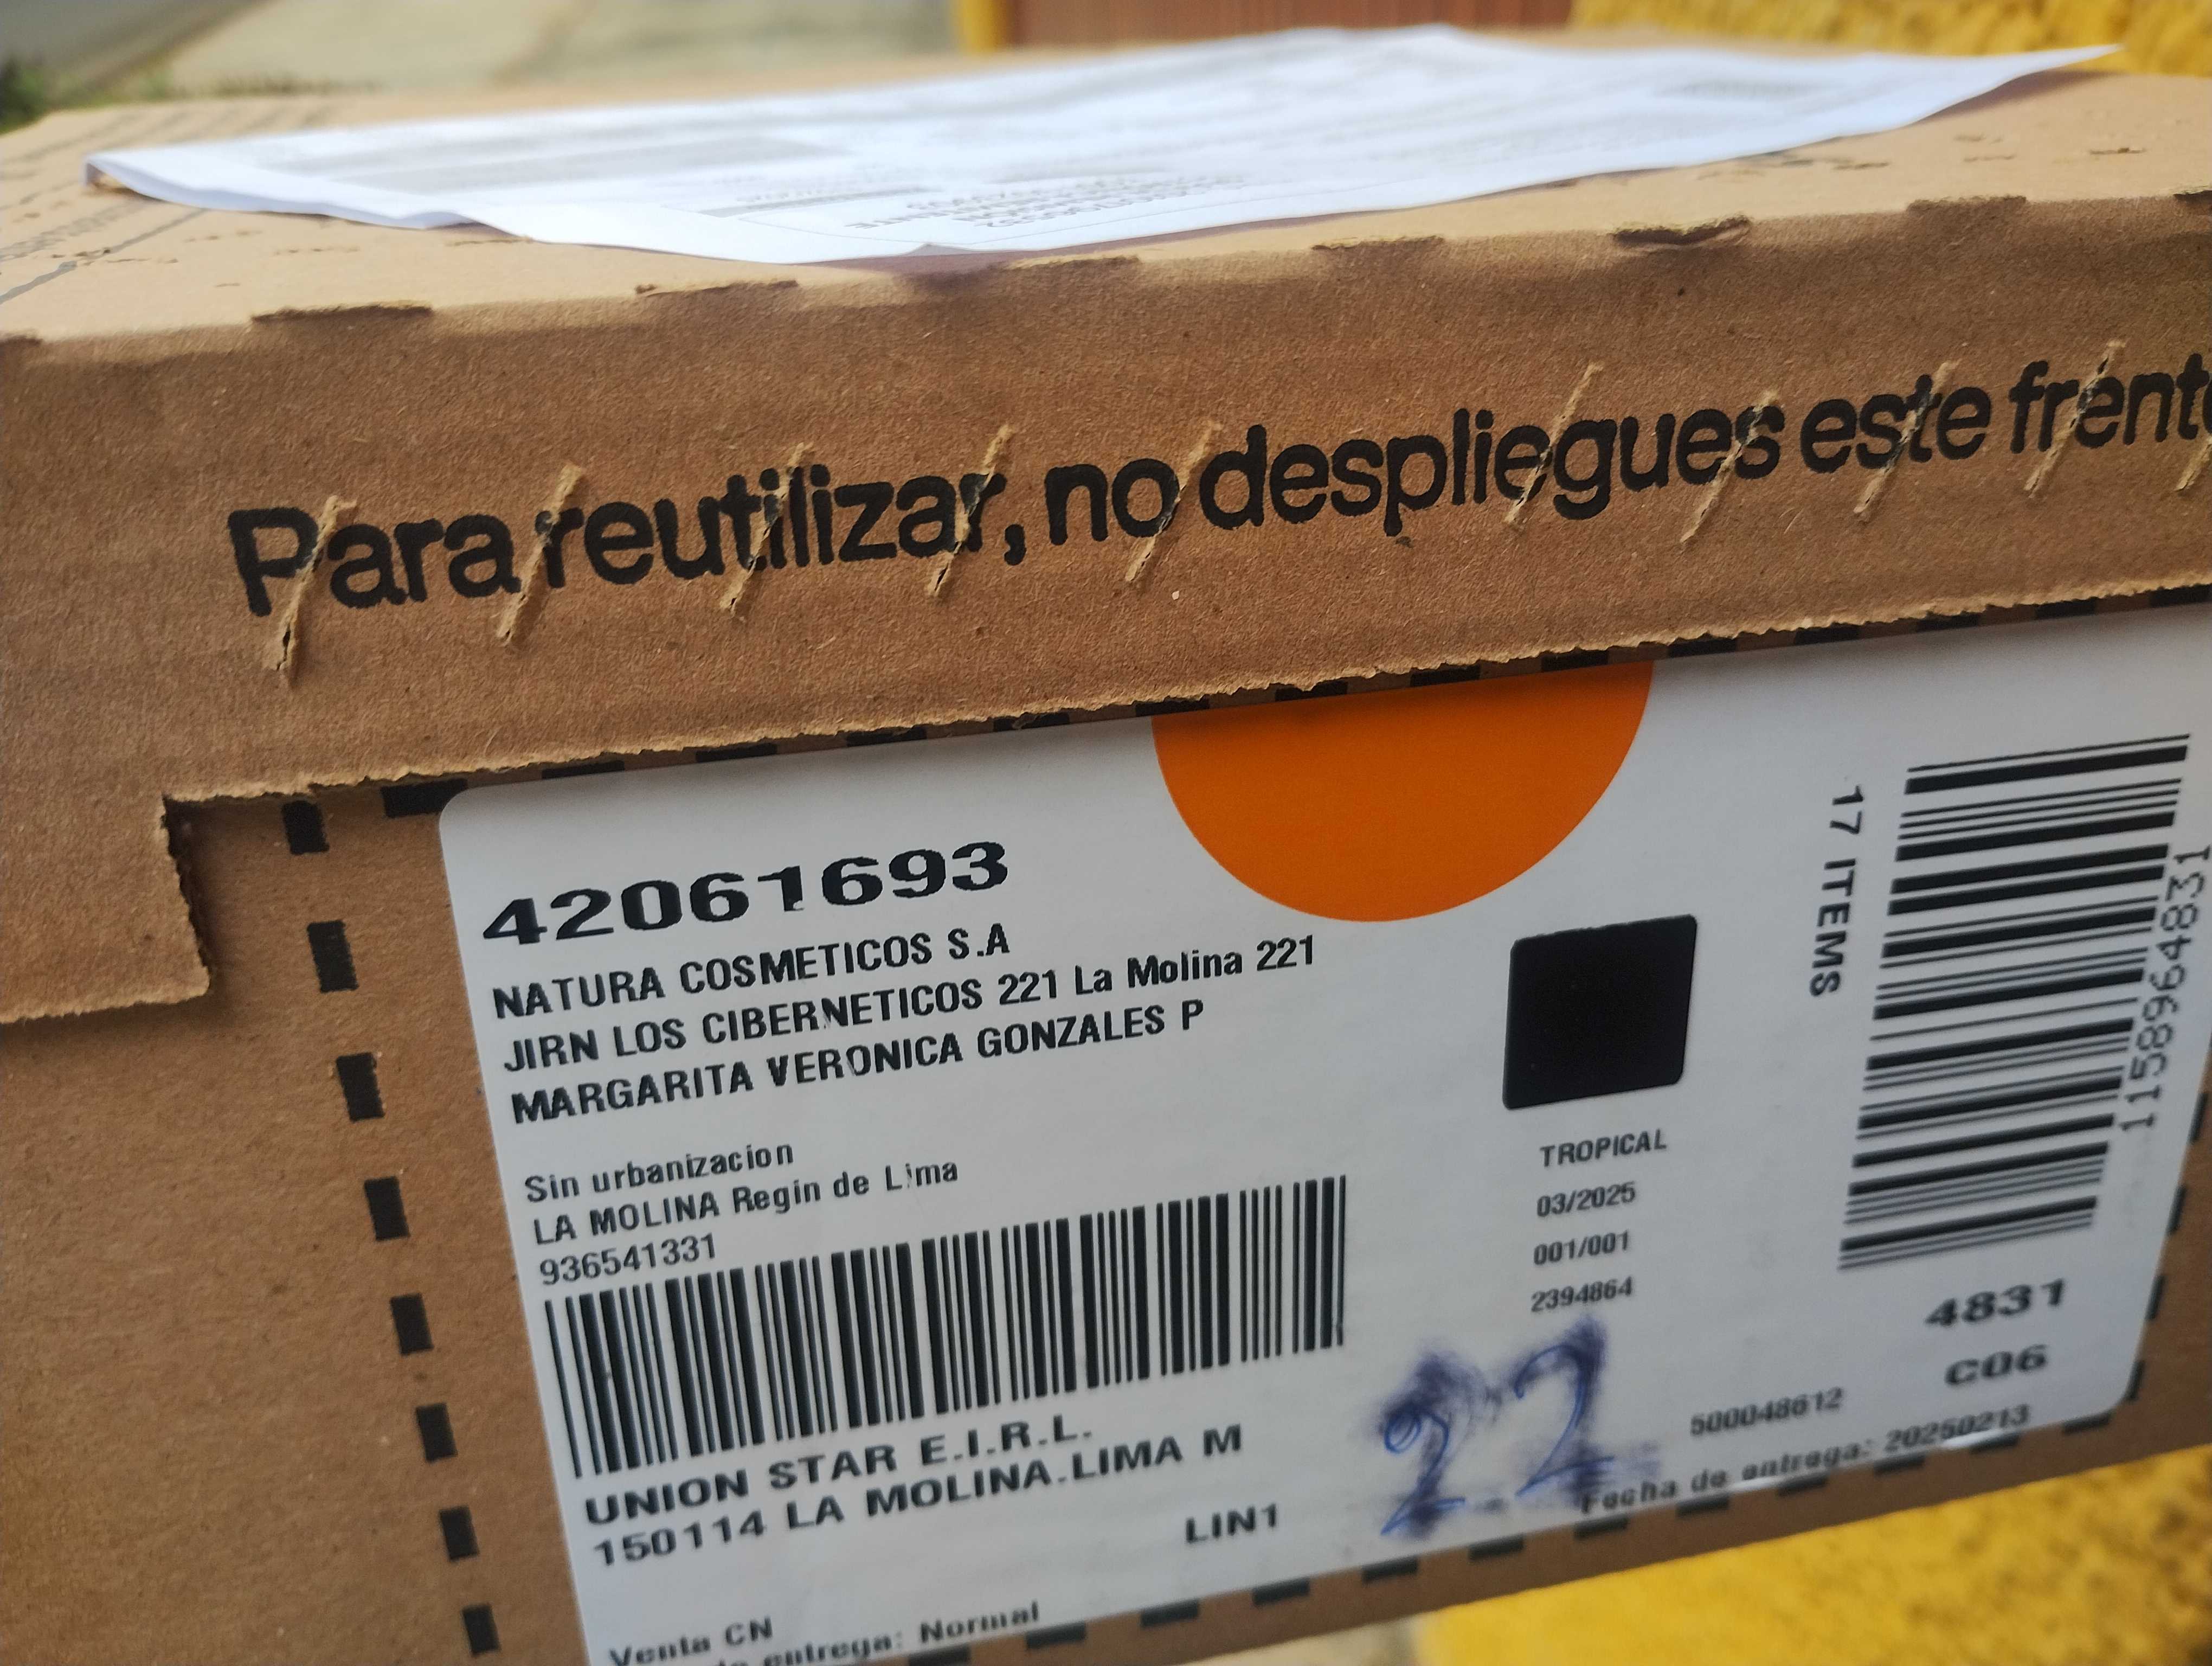 Para reutilizar, no despliegues este frent
42061693
NATURA COSMETICOS S.A
JIRN LOS CIBERNETICOS 221 La Molina 221
MARGARITA VERONICA GONZALES P
Sin urbanizacion
LA MOLINA Regin de Lima
936541331
UNION STAR E.I.R.L.
150114 LA MOLINA.LIMA M
LIN1
Venta CN
entrega: Normal
TROPICAL
03/2025
001/001
2394864
22
17 ITEMS
1158964831
4831
C06
500048612
Fecha de entrega: 20250213